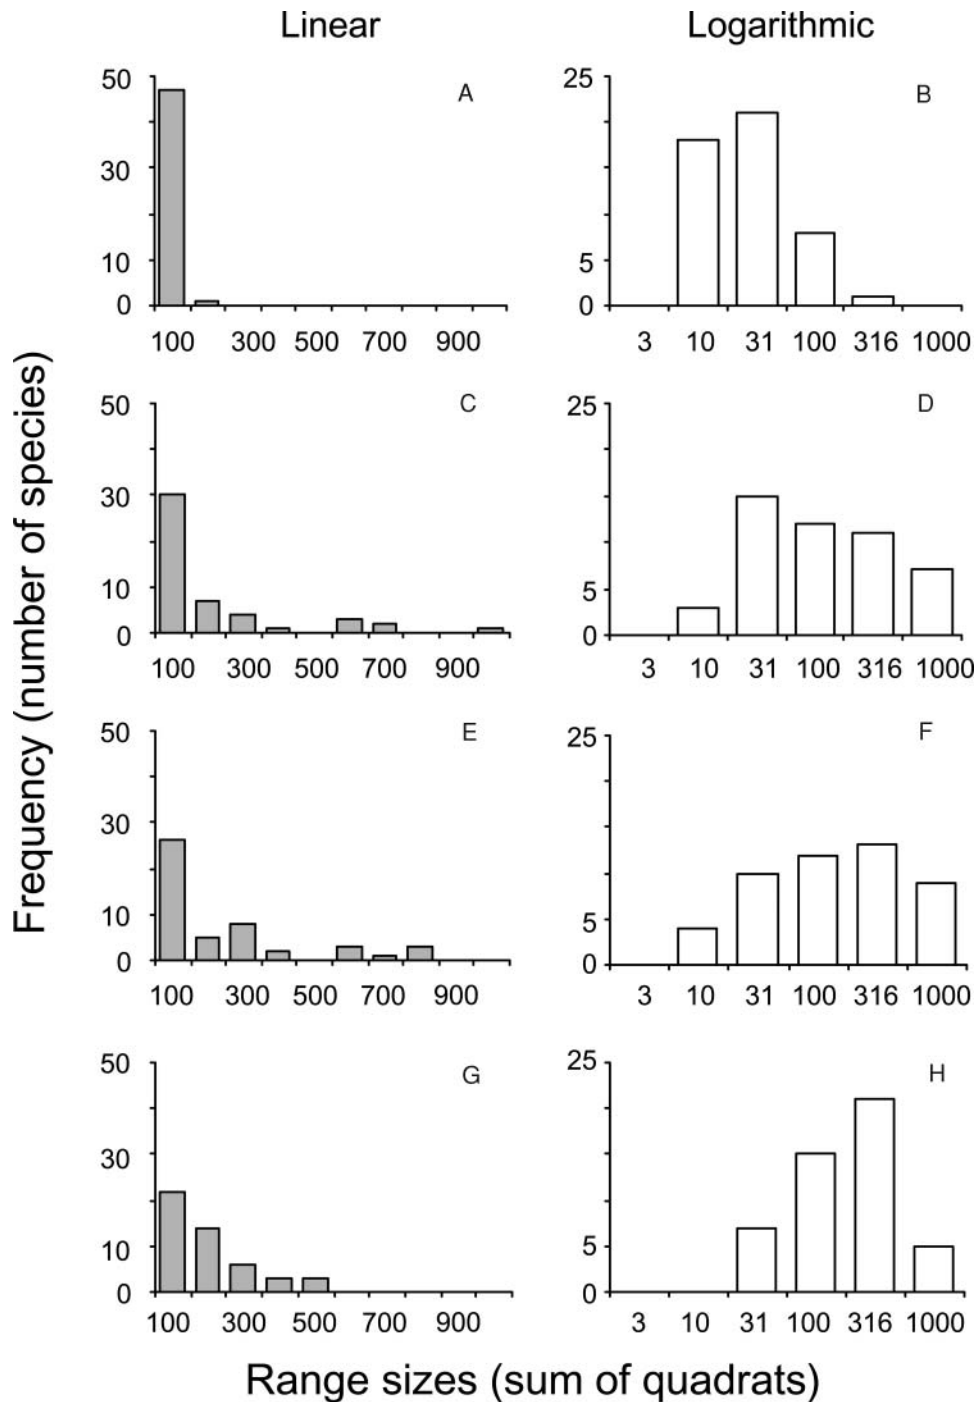 Linear Logarithmic
50 A 25 B
30
10 5
0 0
100 300 500 700 900 3 10 31 100 316 1000
50 C 25 D
30
10 5
0 0
100 300 500 700 900 3 10 31 100 316 1000
50 E 25 F
30
10 5
0 0
100 300 500 700 900 3 10 31 100 316 1000
50 G 25 H
30
10 5
0 0
100 300 500 700 900 3 10 31 100 316 1000
Frequency (number of species)
Range sizes (sum of quadrats)